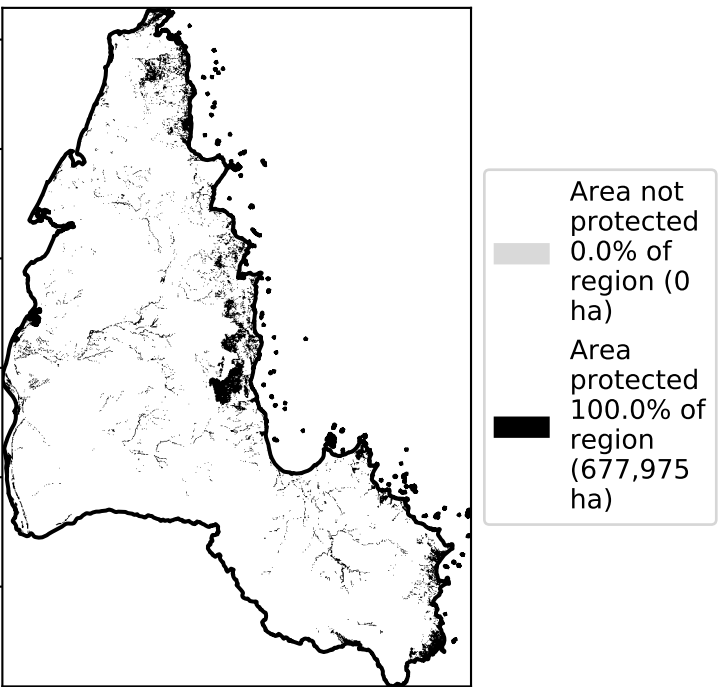 Area not
protected
0.0% of
region (0
ha)
Area
protected
100.0% of
region
(677,975
ha)